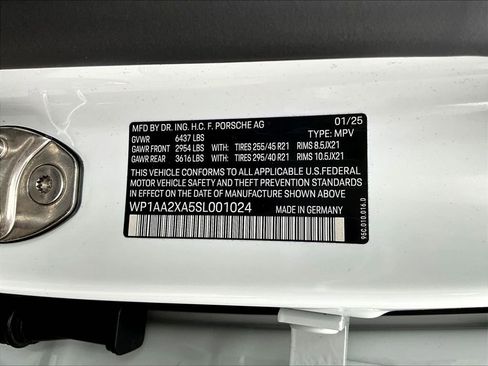 MFD BY DR. ING. H.C. F. PORSCHE AG 01/25
GVWR 6437 LBS TYPE: MPV
GAWR FRONT 2954 LBS WITH: TIRES 255/45 R21 RIMS 8.5JX21
GAWR REAR 3616 LBS WITH: TIRES 295/40 R21 RIMS 10.5JX21
THIS VEHICLE CONFORMS TO ALL APPLICABLE U.S.FEDERAL
MOTOR VEHICLE SAFETY AND THEFT PREVENTION STANDARDS
IN EFFECT ON THE DATE OF MANUFACTURE SHOWN ABOVE
WP1AA2XA5SL001024 MADE IN GERMANY
95C.010.016.D